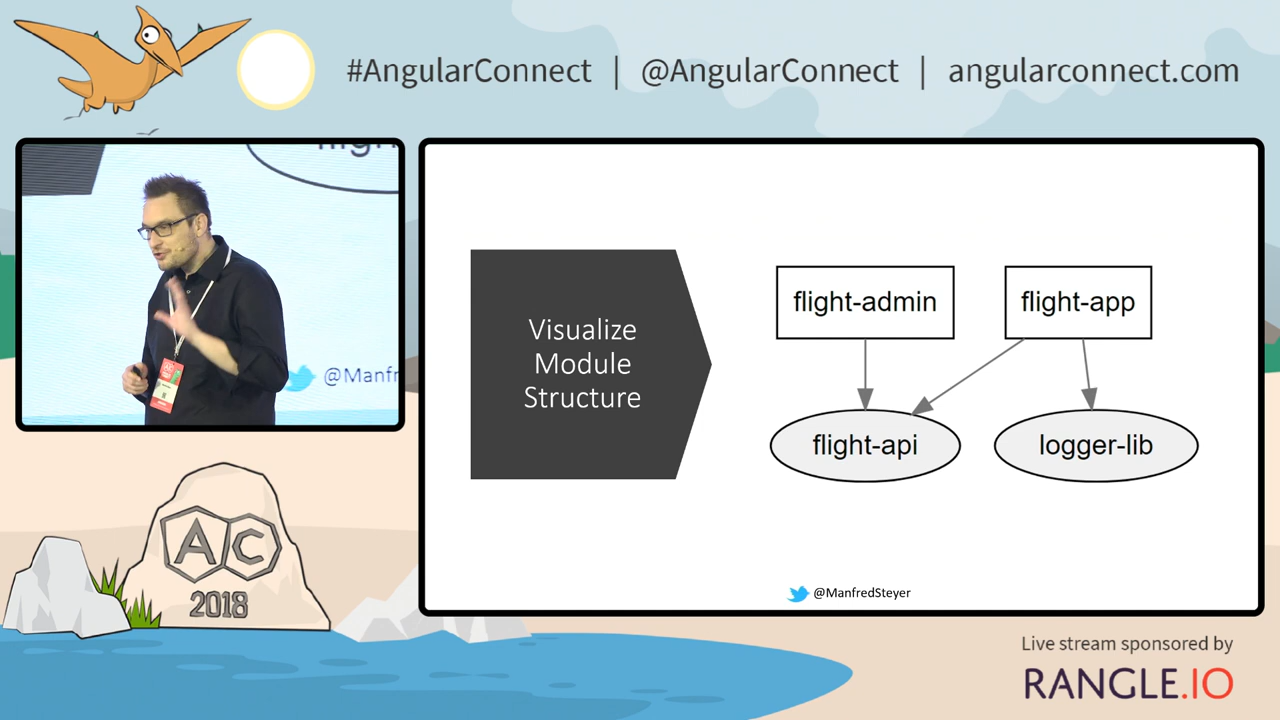 #AngularConnect | @AngularConnect | angularconnect.com
@Manfr
Visualize
Module
Structure
flight-admin
flight-app
flight-api
logger-lib
@ManfredSteyer
AC
2018
Live stream sponsored by
RANGLE.IO